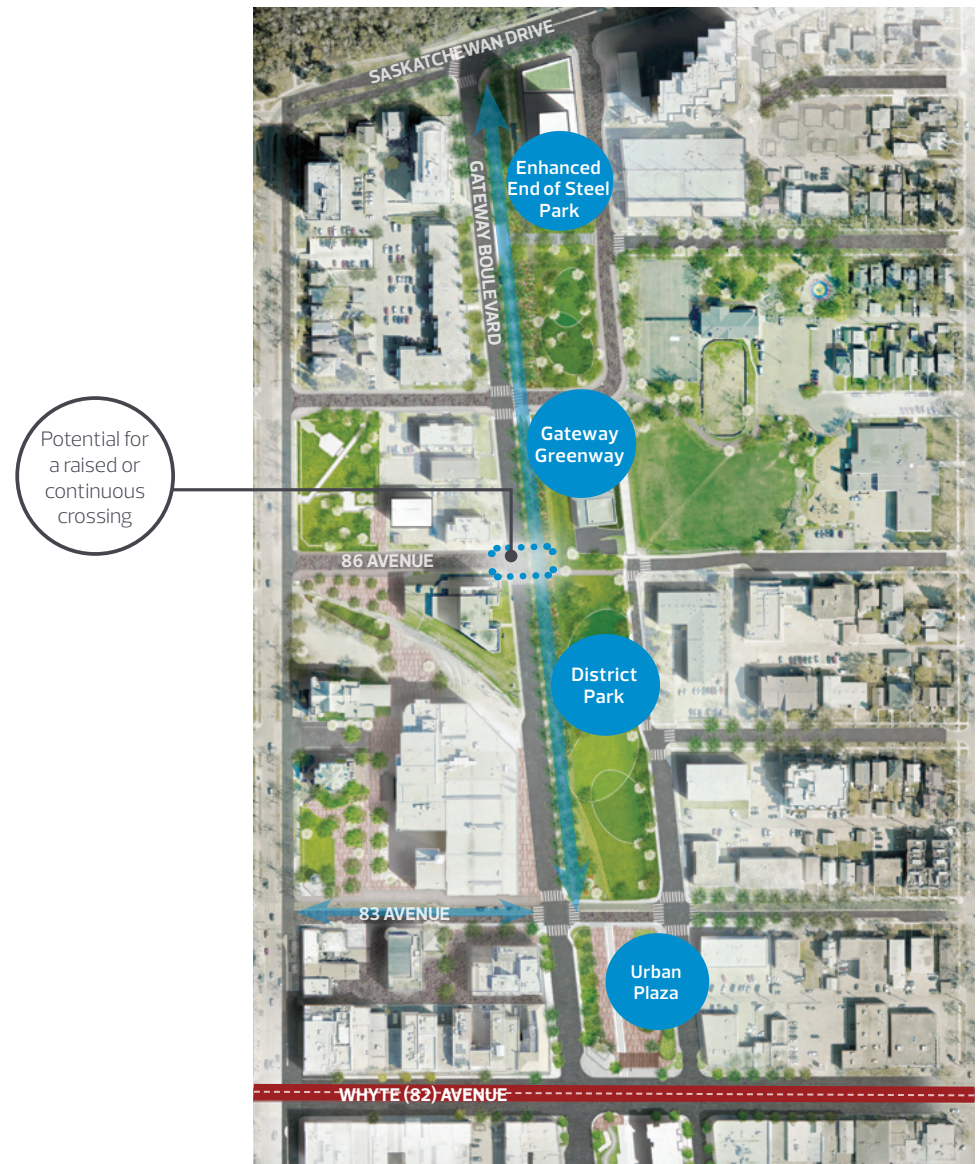 SASKATCHEWAN DRIVE
Enhanced
End of Steel
Park
GATEWAY BOULEVARD
Gateway
Greenway
Potential for
a raised or
continuous
crossing
86 AVENUE
District
Park
83 AVENUE
Urban
Plaza
WHYTE (82) AVENUE